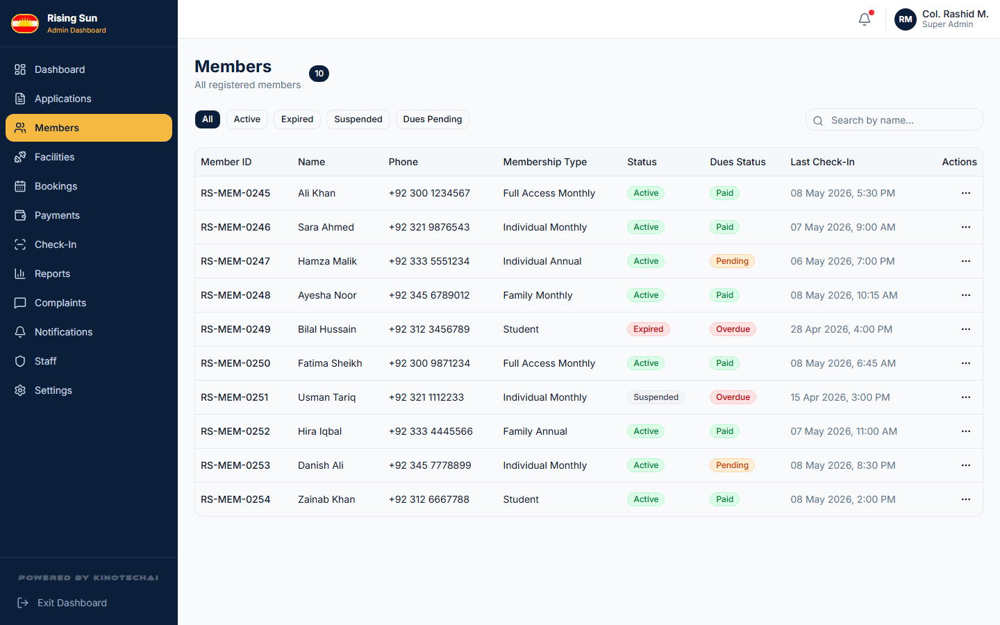 Rising Sun
Admin Dashboard
Dashboard
Applications
Members
Facilities
Bookings
Payments
Check-In
Reports
Complaints
Notifications
Staff
Settings
POWERED BY KINOTECHAI
Exit Dashboard
RM
Col. Rashid M.
Super Admin
Members
All registered members
10
All Active Expired Suspended Dues Pending
Search by name...
Member ID Name Phone Membership Type Status Dues Status Last Check-In Actions
RS-MEM-0245 Ali Khan +92 300 1234567 Full Access Monthly Active Paid 08 May 2026, 5:30 PM
RS-MEM-0246 Sara Ahmed +92 321 9876543 Individual Monthly Active Paid 07 May 2026, 9:00 AM
RS-MEM-0247 Hamza Malik +92 333 5551234 Individual Annual Active Pending 06 May 2026, 7:00 PM
RS-MEM-0248 Ayesha Noor +92 345 6789012 Family Monthly Active Paid 08 May 2026, 10:15 AM
RS-MEM-0249 Bilal Hussain +92 312 3456789 Student Expired Overdue 28 Apr 2026, 4:00 PM
RS-MEM-0250 Fatima Sheikh +92 300 9871234 Full Access Monthly Active Paid 08 May 2026, 6:45 AM
RS-MEM-0251 Usman Tariq +92 321 1112233 Individual Monthly Suspended Overdue 15 Apr 2026, 3:00 PM
RS-MEM-0252 Hira Iqbal +92 333 4445566 Family Annual Active Paid 07 May 2026, 11:00 AM
RS-MEM-0253 Danish Ali +92 345 7778899 Individual Monthly Active Pending 08 May 2026, 8:30 PM
RS-MEM-0254 Zainab Khan +92 312 6667788 Student Active Paid 08 May 2026, 2:00 PM